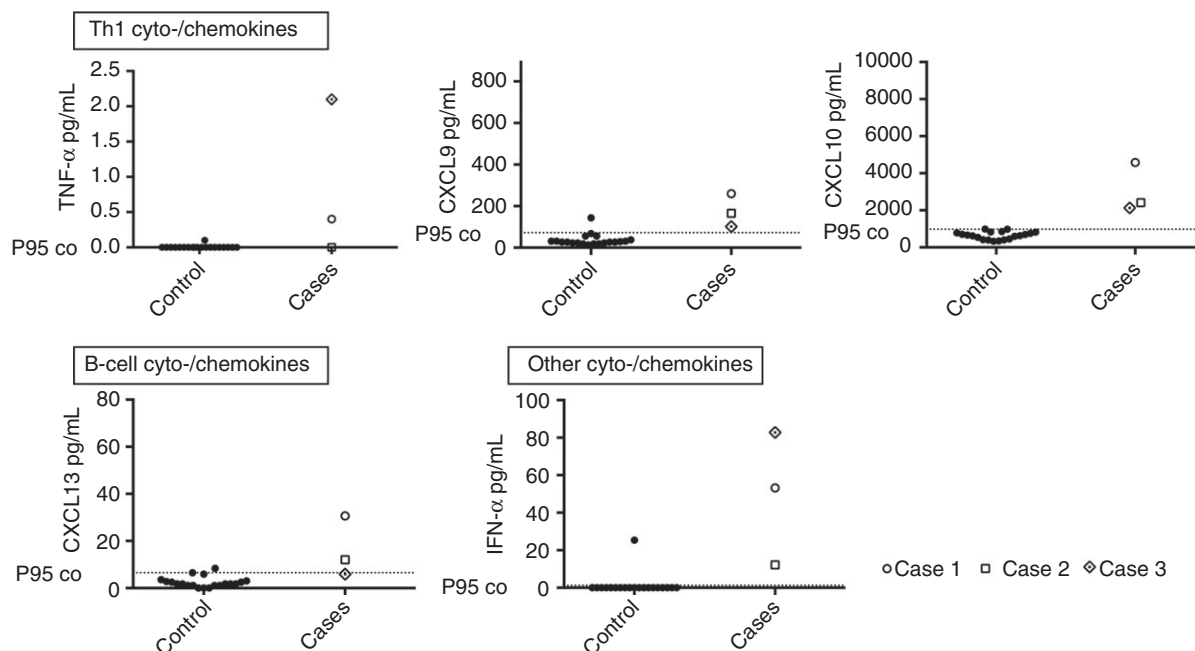 Th1 cyto-/chemokines
TNF-α pg/mL
2.5
2.0
1.5
1.0
0.5
0.0
P95 co
Control
Cases
CXCL9 pg/mL
800
600
400
200
0
P95 co
Control
Cases
CXCL10 pg/mL
10000
8000
6000
4000
2000
0
P95 co
Control
Cases
B-cell cyto-/chemokines
CXCL13 pg/mL
80
60
40
20
0
P95 co
Control
Cases
Other cyto-/chemokines
IFN-α pg/mL
100
80
60
40
20
0
P95 co
Control
Cases
Case 1
Case 2
Case 3